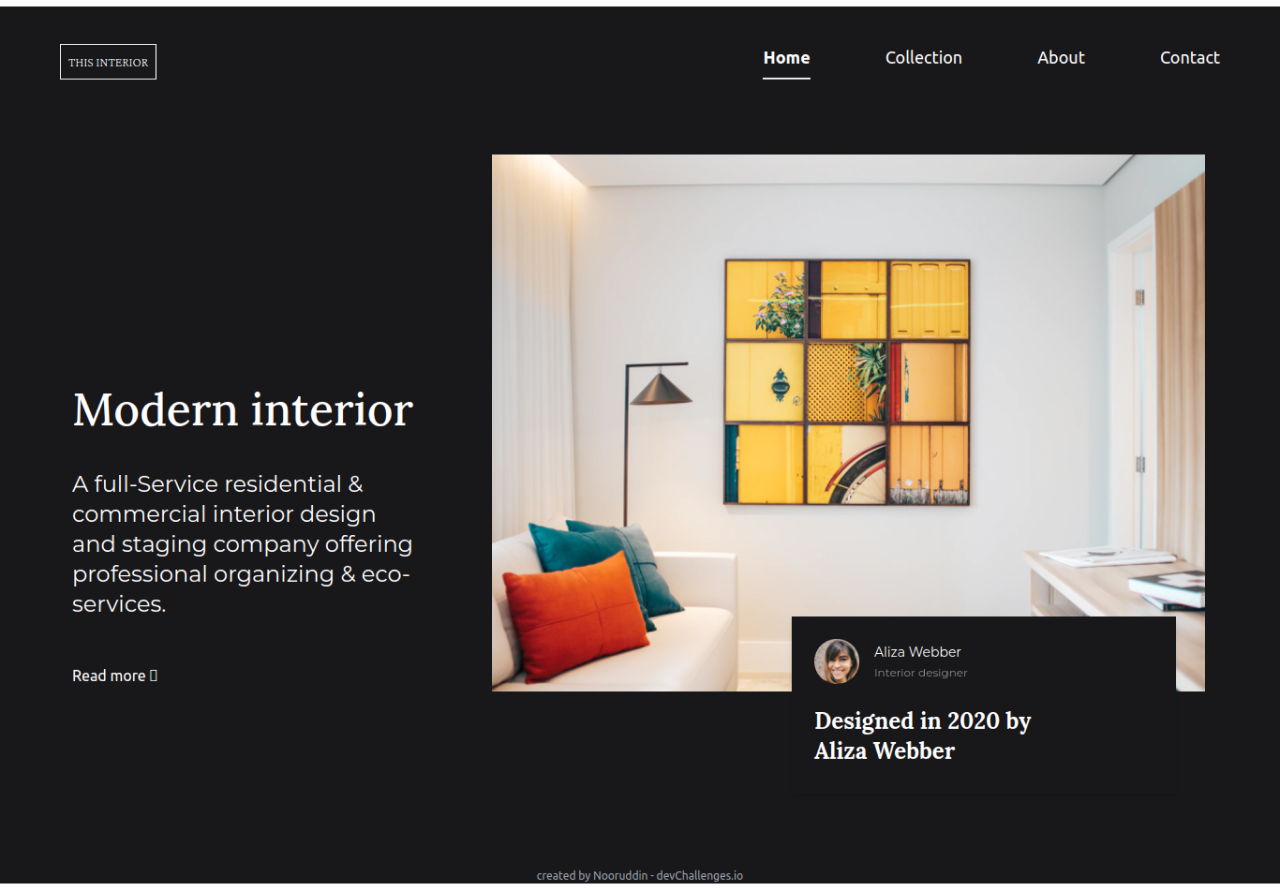 THIS INTERIOR
Home Collection About Contact
Modern interior
A full-Service residential &
commercial interior design
and staging company offering
professional organizing & eco-
services.
Read more
Aliza Webber
Interior designer
Designed in 2020 by
Aliza Webber
created by Nooruddin - devChallenges.io